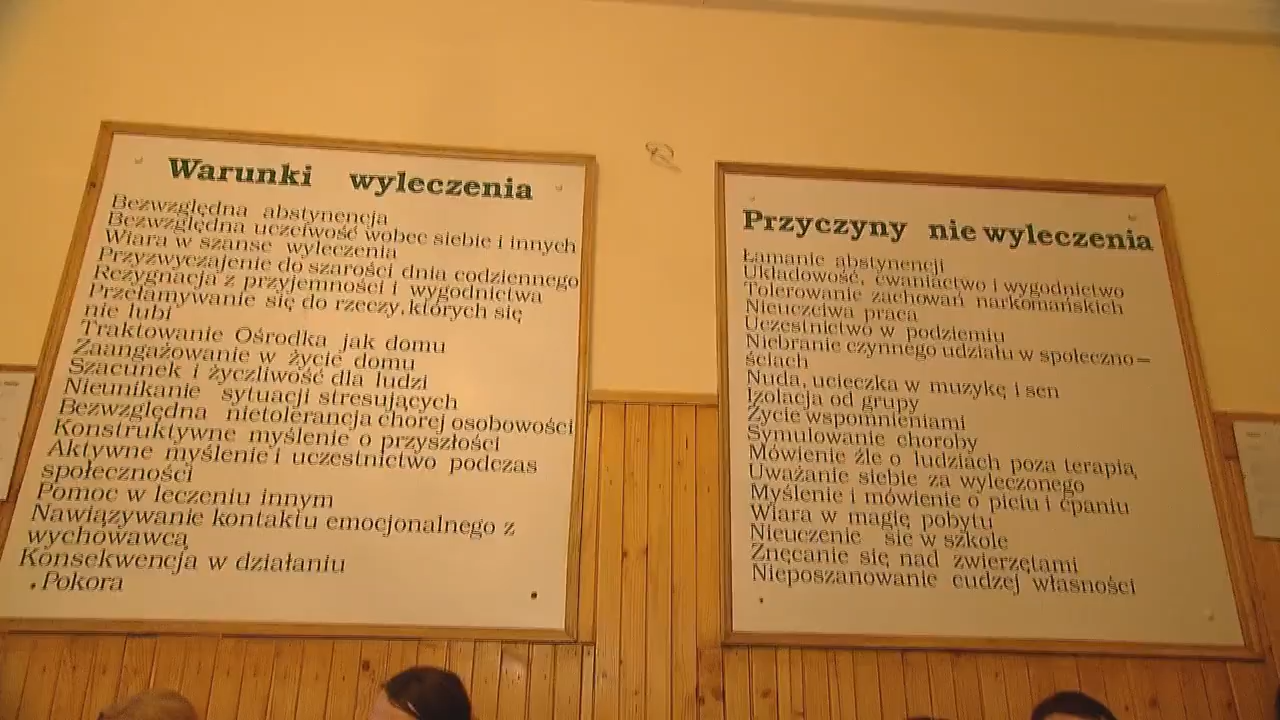 Warunki wyleczenia
Bezwzględna abstynencja
Bezwzględna uczciwość wobec siebie i innych
Wiara w szanse wyleczenia
Przyzwyczajenie do szarości dnia codziennego
Rezygnacja z przyjemności i wygodnictwa
Przełamywanie się do rzeczy, których się
nie lubi
Traktowanie Ośrodka jak domu
Zaangażowanie w życie domu
Szacunek i życzliwość dla ludzi
Nieunikanie sytuacji stresujących
Bezwzględna nietolerancja chorej osobowości
Konstruktywne myślenie o przyszłości
Aktywne myślenie i uczestnictwo podczas
społeczności
Pomoc w leczeniu innym
Nawiązywanie kontaktu emocjonalnego z
wychowawcą
Konsekwencja w działaniu
Pokora
Przyczyny nie wyleczenia
Łamanie abstynencji
Układowość, cwaniactwo i wygodnictwo
Tolerowanie zachowań narkomańskich
Nieuczciwa praca
Uczestnictwo w podziemiu
Niebranie czynnego udziału w społeczno=
ściach
Nuda, ucieczka w muzykę i sen
Izolacja od grupy
Życie wspomnieniami
Symulowanie choroby
Mówienie źle o ludziach poza terapią
Uważanie siebie za wyleczonego
Myślenie i mówienie o piciu i ćpaniu
Wiara w magię pobytu
Nieuczenie się w szkole
Znęcanie się nad zwierzętami
Nieposzanowanie cudzej własności